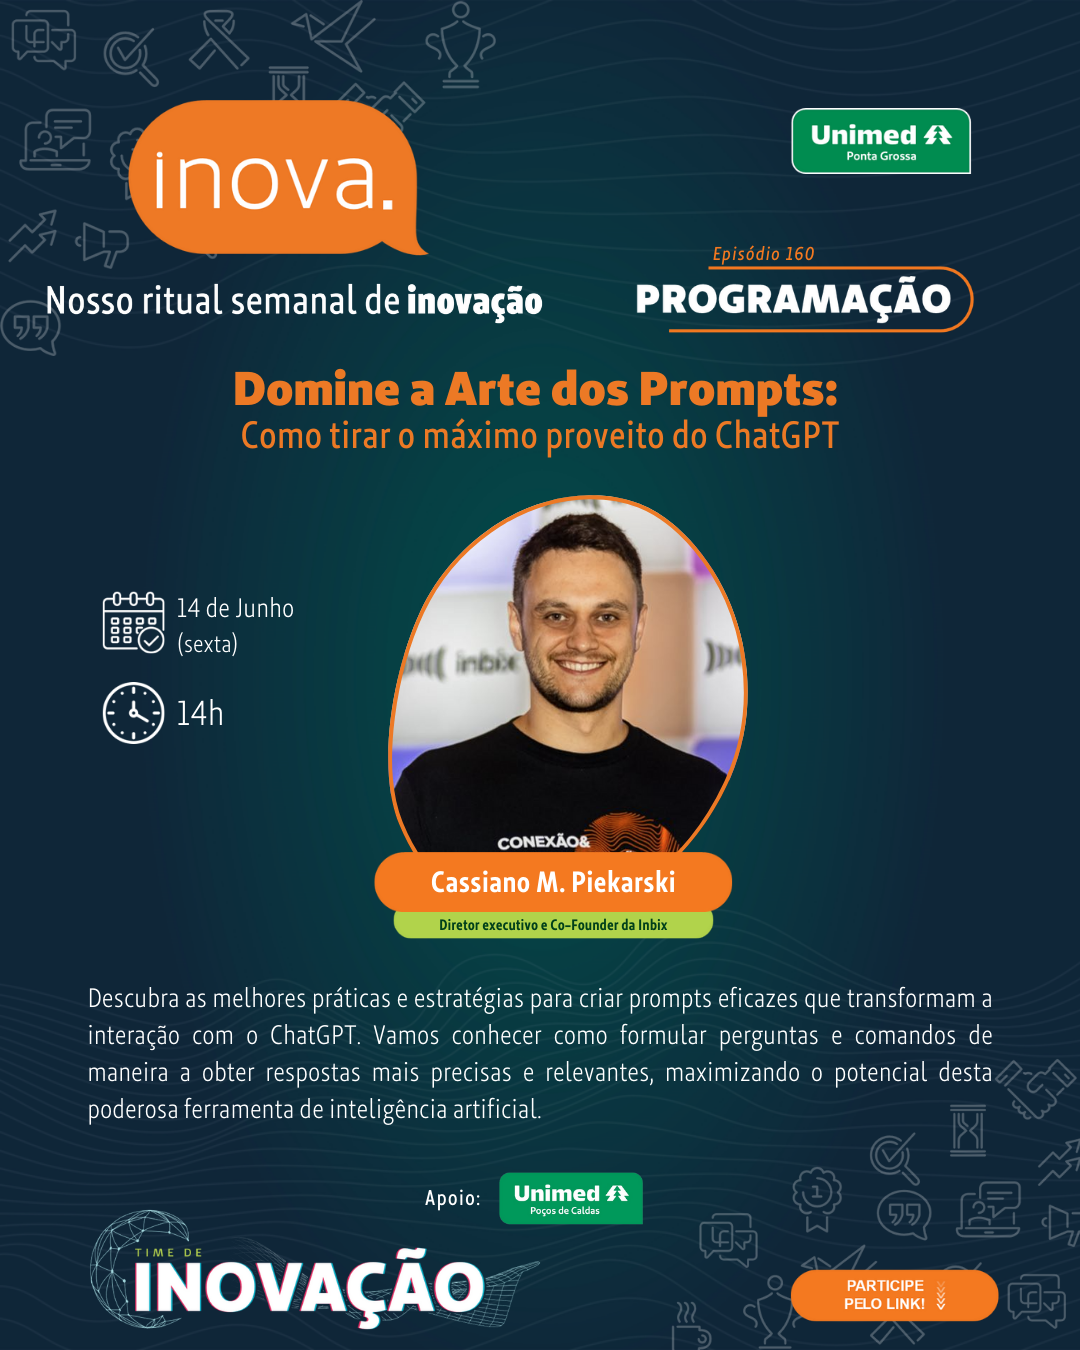 inova.
Unimed
Ponta Grossa
Nosso ritual semanal de inovação
Episódio 160
PROGRAMAÇÃO
Domine a Arte dos Prompts:
Como tirar o máximo proveito do ChatGPT
14 de Junho
(sexta)
14h
inbix
CONEXÃO&
Cassiano M. Piekarski
Diretor executivo e Co-Founder da Inbix
Descubra as melhores práticas e estratégias para criar prompts eficazes que transformam a
interação com o ChatGPT. Vamos conhecer como formular perguntas e comandos de
maneira a obter respostas mais precisas e relevantes, maximizando o potencial desta
poderosa ferramenta de inteligência artificial.
Apoio:
Unimed
Poços de Caldas
1
TIME DE
INOVAÇÃO
PARTICIPE
PELO LINK!